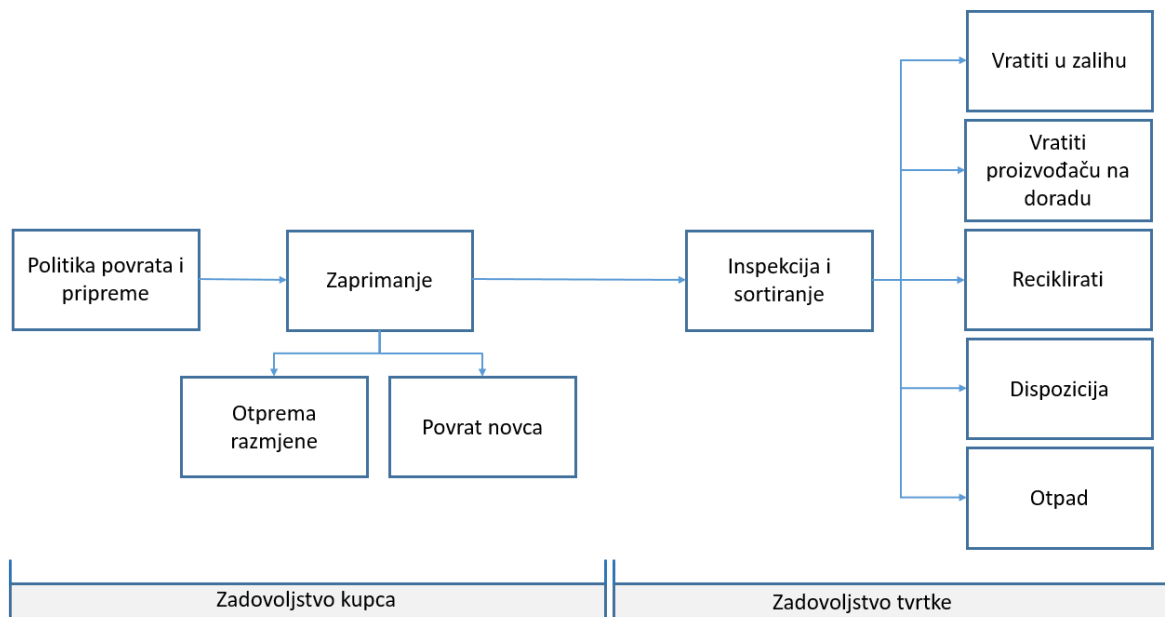 Politika povrata i
pripreme
Zaprimanje
Otprema
razmjene
Povrat novca
Inspekcija i
sortiranje
Vratiti u zalihu
Vratiti
proizvođaču na
doradu
Reciklirati
Dispozicija
Otpad
Zadovoljstvo kupca
Zadovoljstvo tvrtke